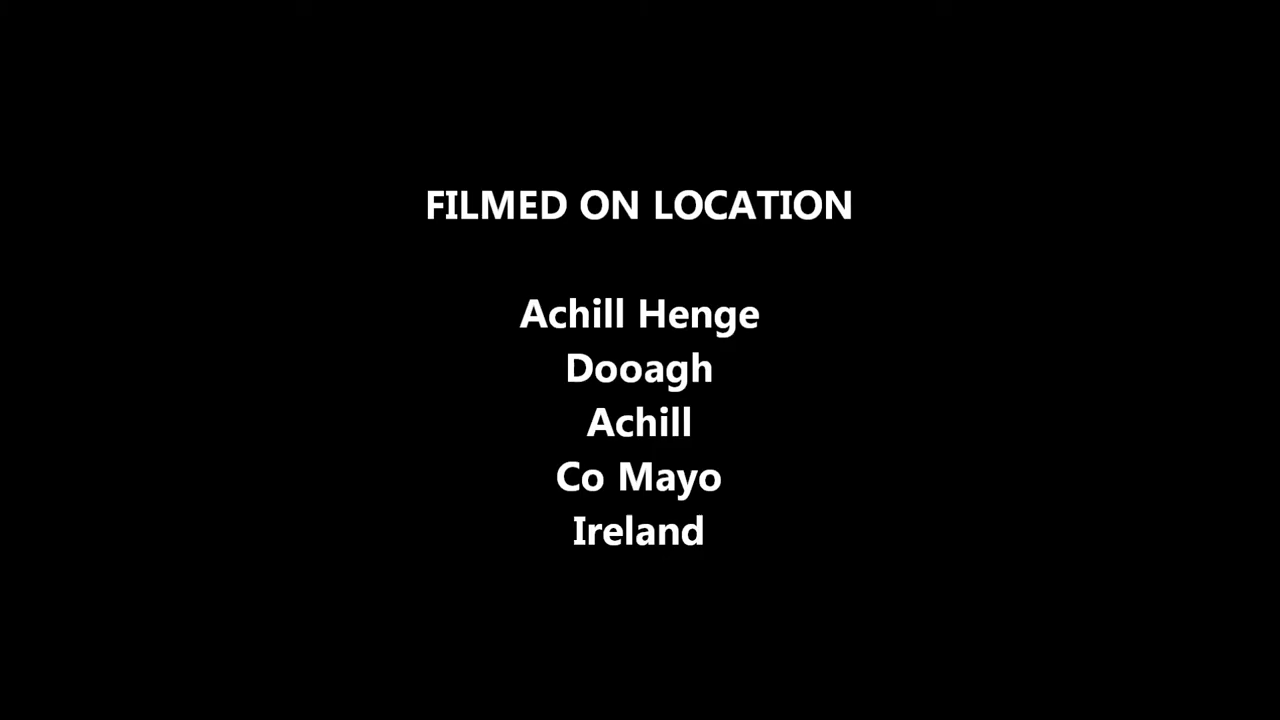 FILMED ON LOCATION
Achill Henge
Dooagh
Achill
Co Mayo
Ireland